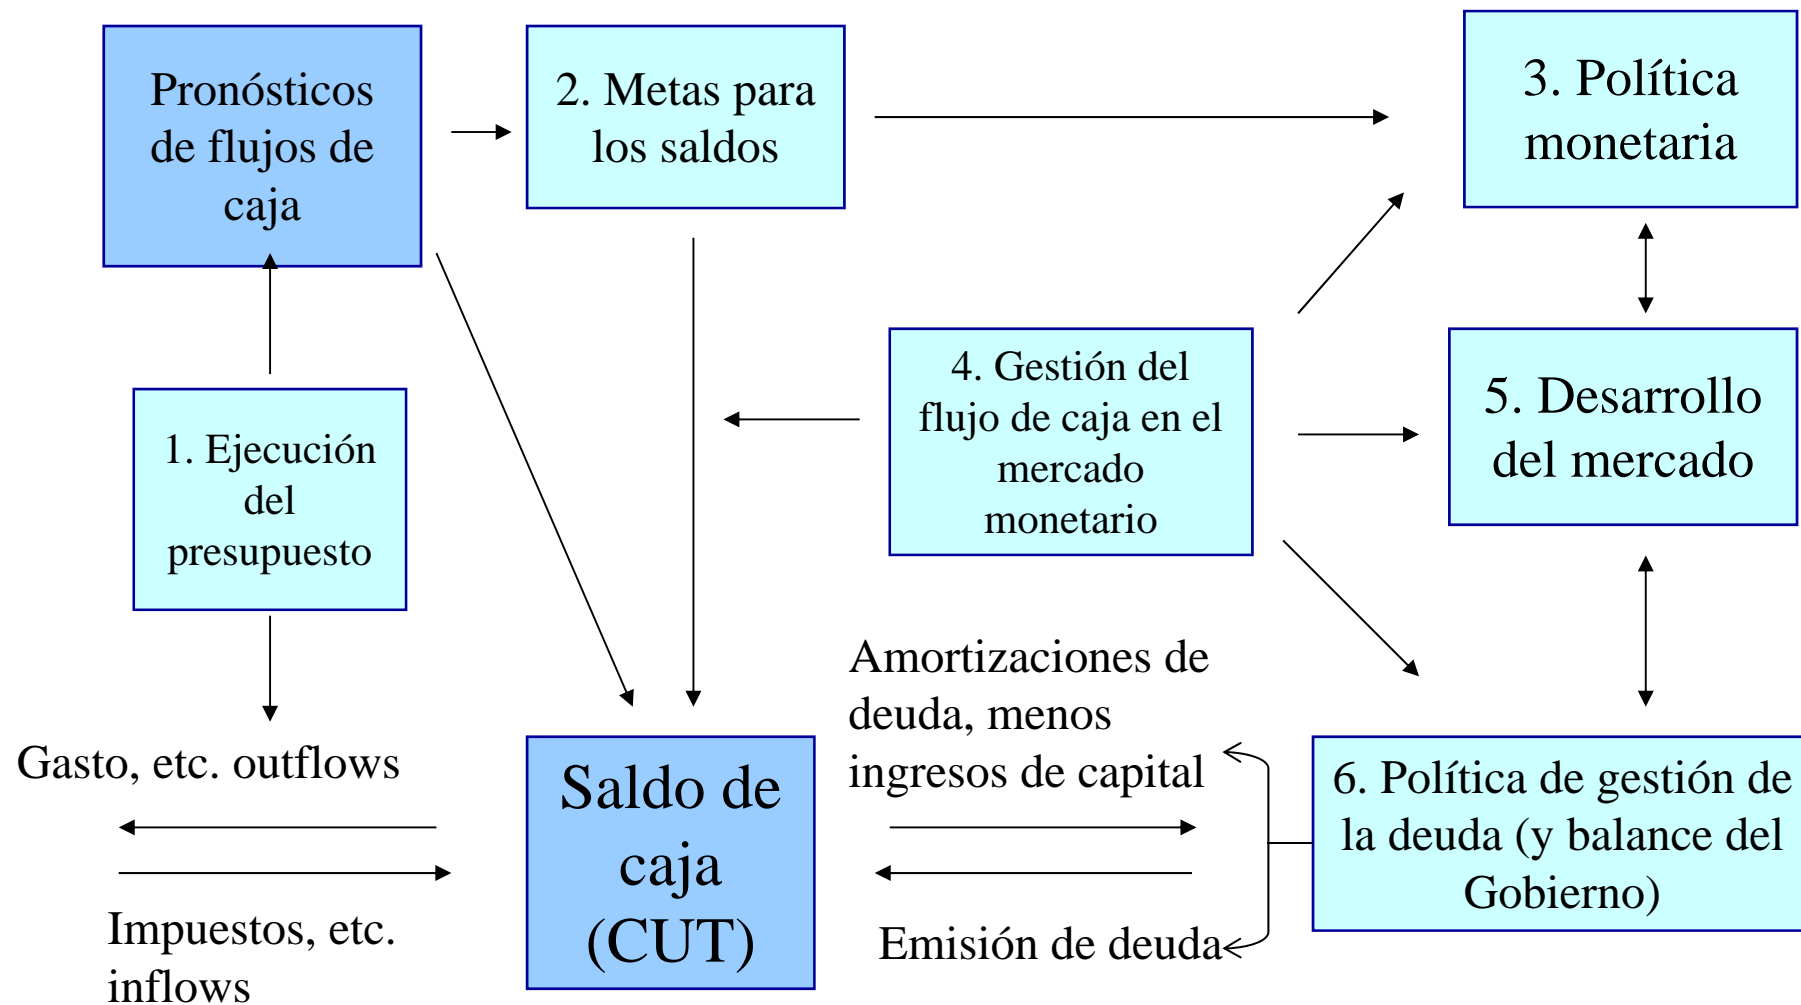 Pronósticos
de flujos de
caja
2. Metas para
los saldos
3. Política
monetaria
4. Gestión del
flujo de caja en el
mercado
monetario
5. Desarrollo
del mercado
1. Ejecución
del
presupuesto
Amortizaciones de
deuda, menos
ingresos de capital
Gasto, etc. outflows
Saldo de
caja
(CUT)
6. Política de gestión de
la deuda (y balance del
Gobierno)
Impuestos, etc.
inflows
Emisión de deuda